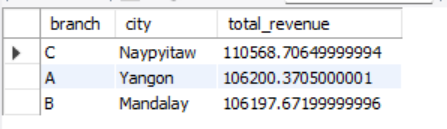 branch city total_revenue
C Naypyitaw 110568.70649999994
A Yangon 106200.3705000001
B Mandalay 106197.67199999996